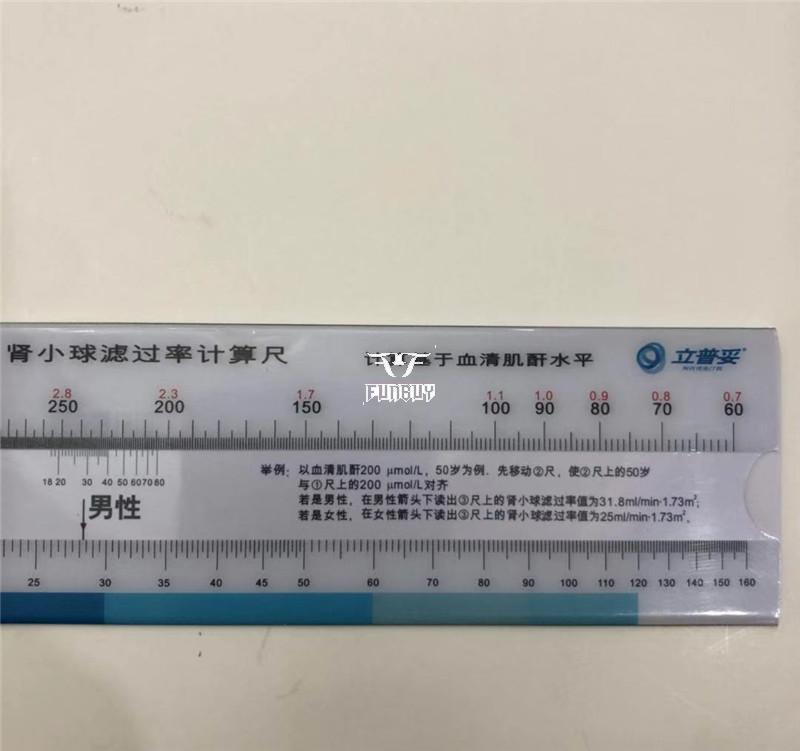 肾小球滤过率计算尺
计算基于血清肌酐水平
立普妥
FUNBUY
2.8 2.3 1.7 1.1 1.0 0.9 0.8 0.7
250 200 150 100 90 80 70 60
举例：以血清肌酐200 μmol/L，50岁为例．先移动②尺，使②尺上的50岁
与①尺上的200 μmol/L对齐
若是男性，在男性箭头下读出③尺上的肾小球滤过率值为31.8ml/min·1.73m²；
若是女性，在女性箭头下读出③尺上的肾小球滤过率值为25ml/min·1.73m²。
18 20 30 40 50 60 70 80
男性
25 30 35 40 45 50 60 70 80 90 100 110 120 130 140 150 160